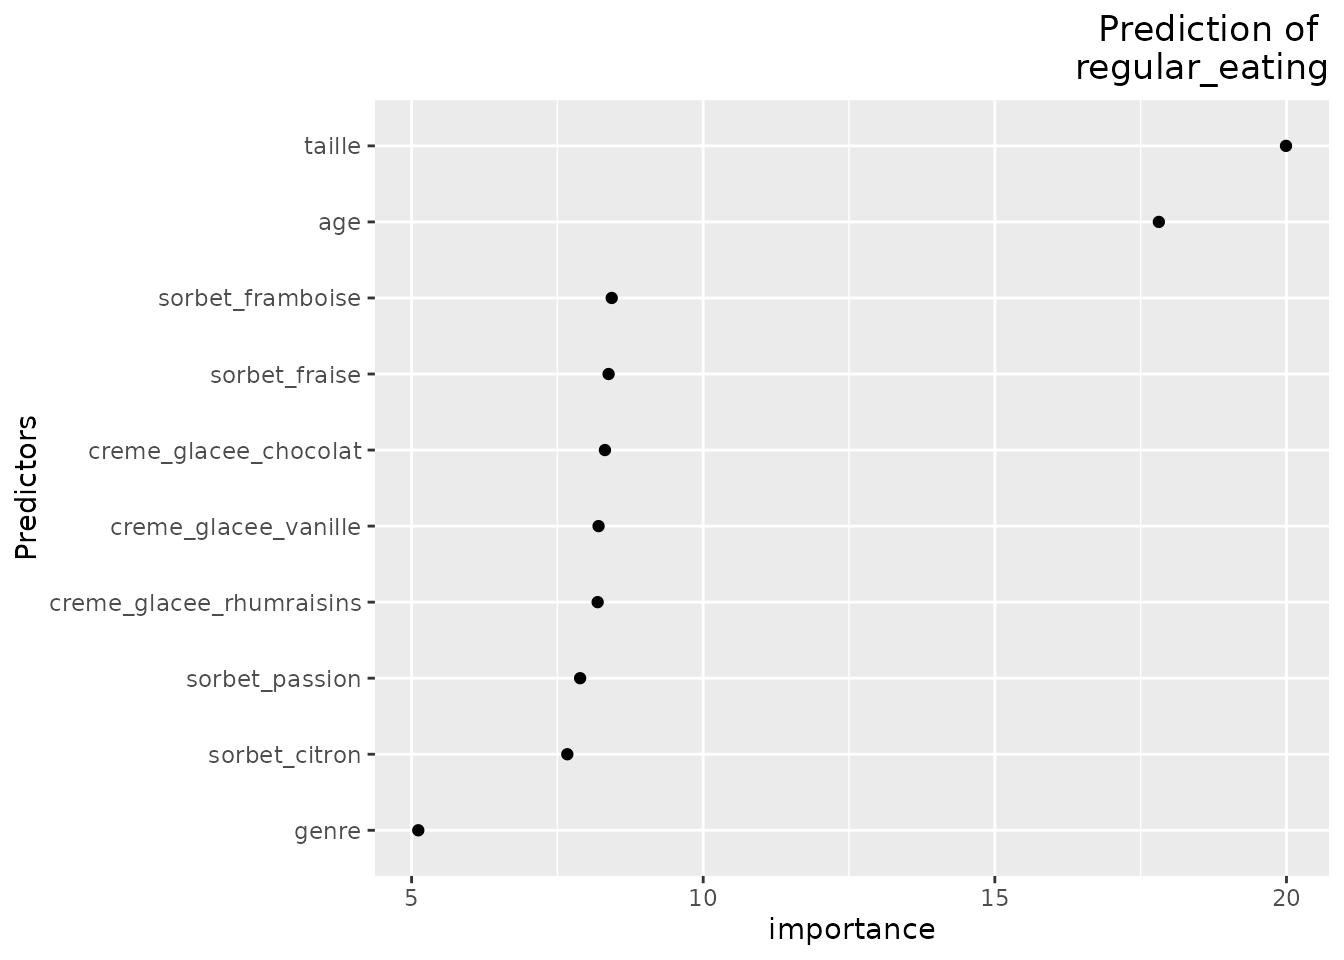 Prediction of
regular_eating
taille
age
sorbet_framboise
sorbet_fraise
creme_glacee_chocolat
creme_glacee_vanille
creme_glacee_rhumraisins
sorbet_passion
sorbet_citron
genre
Predictors
5 10 15 20
importance